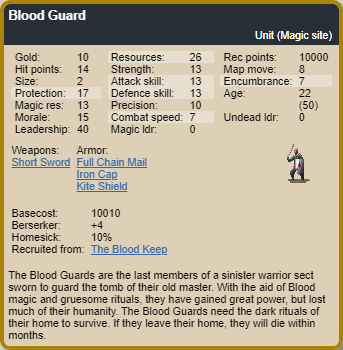 Blood Guard
Unit (Magic site)
Gold: 10 Resources: 26 Rec points: 10000
Hit points: 14 Strength: 13 Map move: 8
Size: 2 Attack skill: 13 Encumbrance: 7
Protection: 17 Defence skill: 13 Age: 22
Magic res: 13 Precision: 10 (50)
Morale: 15 Combat speed: 7 Undead ldr: 0
Leadership: 40 Magic ldr: 0
Weapons: Armor:
Short Sword Full Chain Mail
Iron Cap
Kite Shield
Basecost: 10010
Berserker: +4
Homesick: 10%
Recruited from: The Blood Keep
The Blood Guards are the last members of a sinister warrior sect
sworn to guard the tomb of their old master. With the aid of Blood
magic and gruesome rituals, they have gained great power, but lost
much of their humanity. The Blood Guards need the dark rituals of
their home to survive. If they leave their home, they will die within
months.